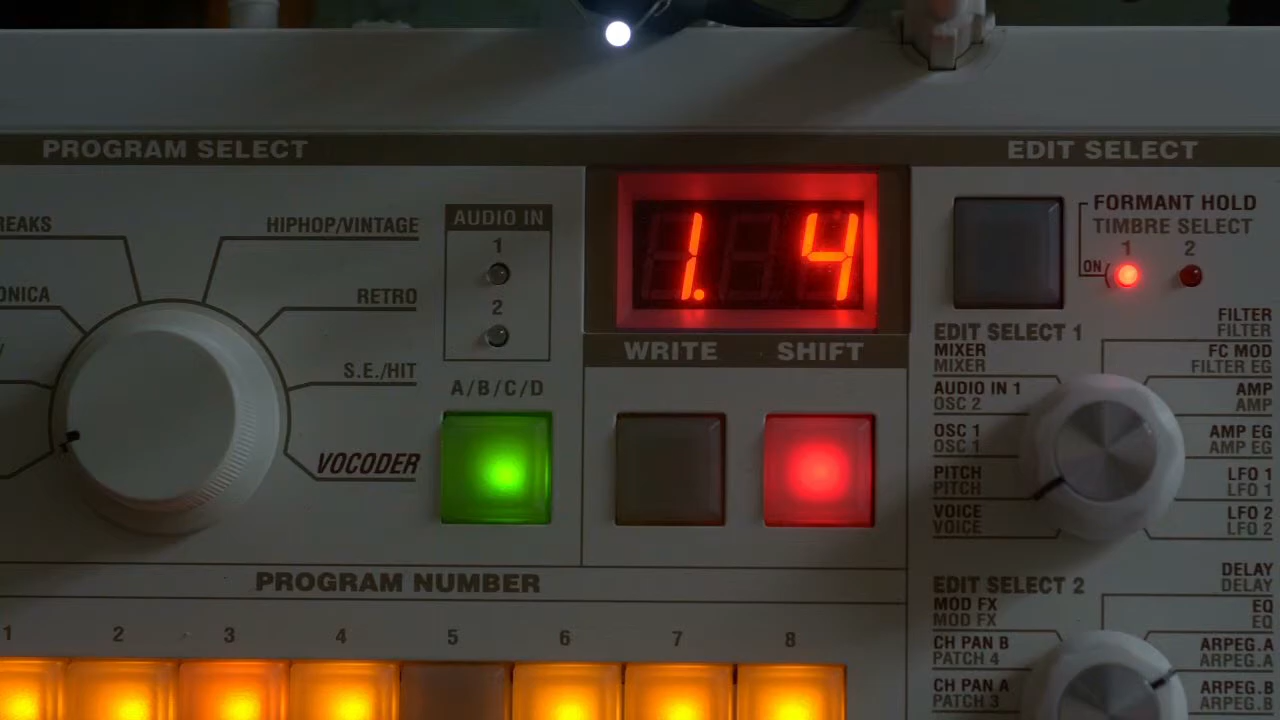 PROGRAM SELECT
EDIT SELECT
REAKS
HIPHOP/VINTAGE
ONICA
RETRO
S.E./HIT
VOCODER
AUDIO IN
1
2
A/B/C/D
1. 4
WRITE SHIFT
FORMANT HOLD
TIMBRE SELECT
1 2
ON
EDIT SELECT 1
MIXER
MIXER
AUDIO IN 1
OSC 2
OSC 1
OSC 1
PITCH
PITCH
VOICE
VOICE
FILTER
FILTER
FC MOD
FILTER EG
AMP
AMP
AMP EG
AMP EG
LFO 1
LFO 1
LFO 2
LFO 2
PROGRAM NUMBER
1 2 3 4 5 6 7 8
EDIT SELECT 2
MOD FX
MOD FX
CH PAN B
PATCH 4
CH PAN A
PATCH 3
DELAY
DELAY
EQ
EQ
ARPEG.A
ARPEG.A
ARPEG.B
ARPEG.B